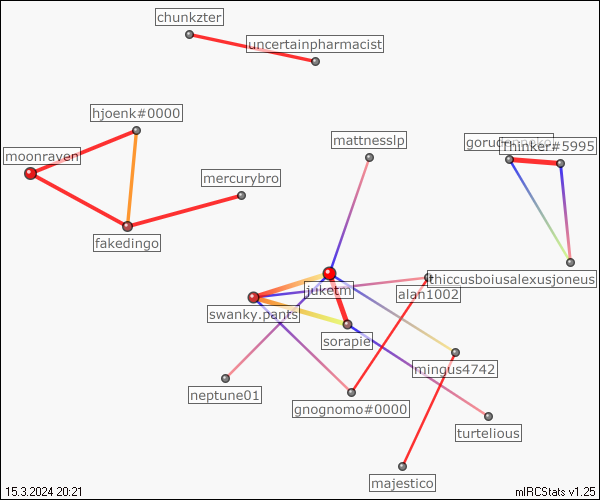 chunkzter
uncertainpharmacist
hjoenk#0000
mattnesslp
Thinker#5995
moonraven
mercurybro
fakedingo
thiccusboiusalexusjoneus
juketm
alan1002
swanky.pants
sorapie
mingus4742
neptune01
gnognomo#0000
turtelious
majestico
15.3.2024 20:21
mIRCStats v1.25